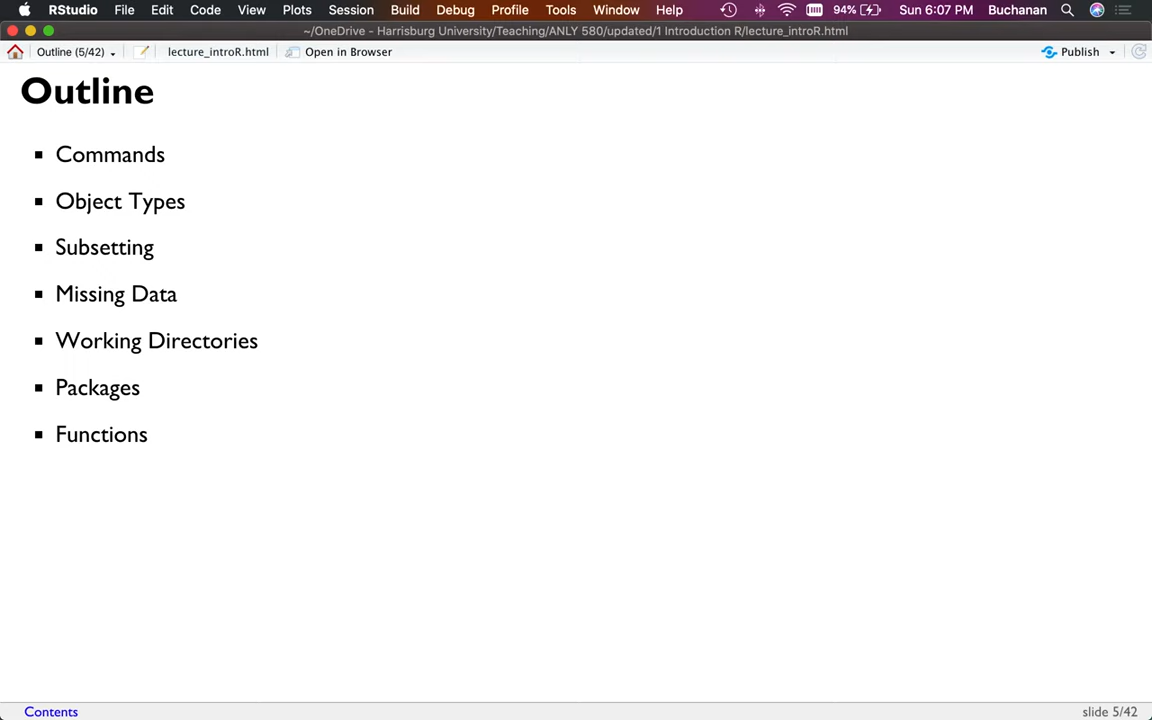 RStudio File Edit Code View Plots Session Build Debug Profile Tools Window Help 94% Sun 6:07 PM Buchanan
~/OneDrive - Harrisburg University/Teaching/ANLY 580/updated/1 Introduction R/lecture_introR.html
Outline (5/42) lecture_introR.html Open in Browser Publish
Outline
Commands
Object Types
Subsetting
Missing Data
Working Directories
Packages
Functions
Contents slide 5/42